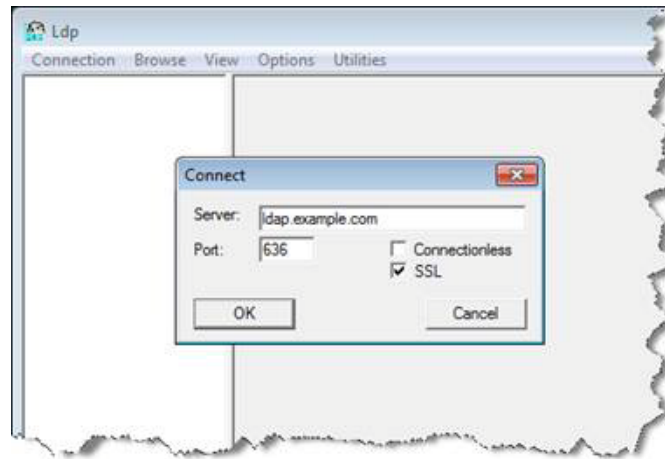 Ldp
Connection Browse View Options Utilities
Connect
Server: ldap.example.com
Port: 636 Connectionless
SSL
OK Cancel